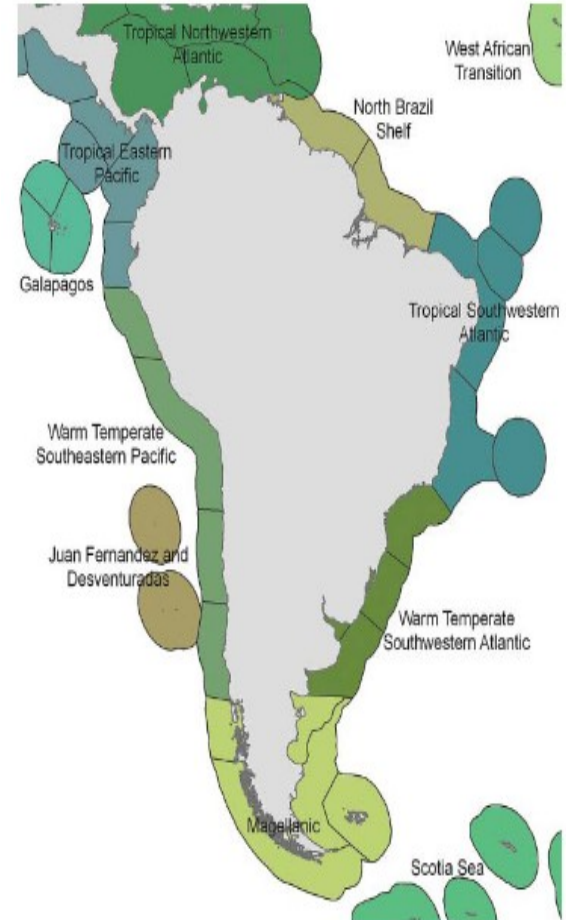 Tropical Northwestern
Atlantic
West African
Transition
North Brazil
Shelf
Tropical Eastern
Pacific
Galapagos
Tropical Southwestern
Atlantic
Warm Temperate
Southeastern Pacific
Juan Fernandez and
Desventuradas
Warm Temperate
Southwestern Atlantic
Magellanic
Scotia Sea